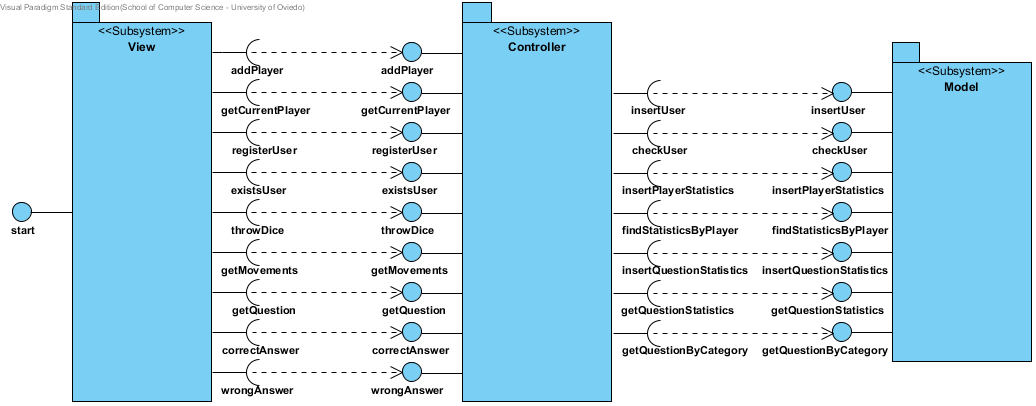 Visual Paradigm Standard Edition(School of Computer Science - University of Oviedo)
<<Subsystem>>
View
<<Subsystem>>
Controller
<<Subsystem>>
Model
start
addPlayer
addPlayer
getCurrentPlayer
getCurrentPlayer
registerUser
registerUser
existsUser
existsUser
throwDice
throwDice
getMovements
getMovements
getQuestion
getQuestion
correctAnswer
correctAnswer
wrongAnswer
wrongAnswer
insertUser
insertUser
checkUser
checkUser
insertPlayerStatistics
insertPlayerStatistics
findStatisticsByPlayer
findStatisticsByPlayer
insertQuestionStatistics
insertQuestionStatistics
getQuestionStatistics
getQuestionStatistics
getQuestionByCategory
getQuestionByCategory